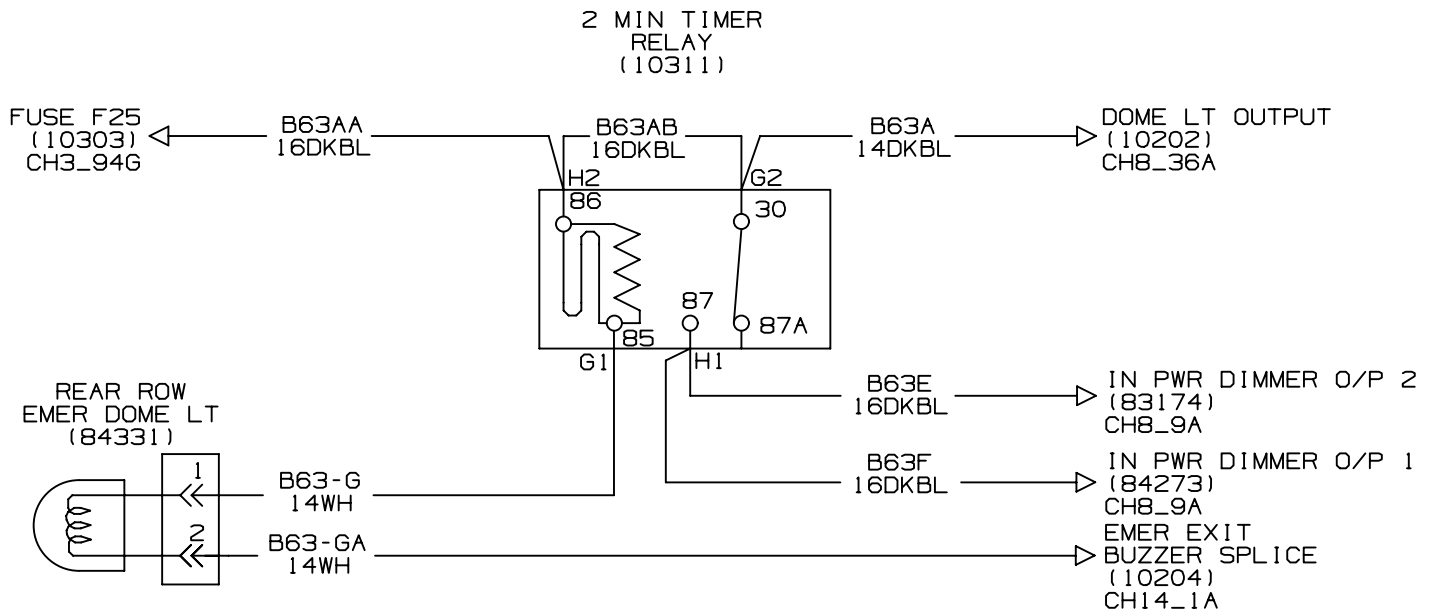 2 MIN TIMER
RELAY
(10311)
FUSE F25
(10303)
CH3_94G
B63AA
16DKBL
B63AB
16DKBL
B63A
14DKBL
DOME LT OUTPUT
(10202)
CH8_36A
H2
G2
86
30
87
87A
85
G1
H1
REAR ROW
EMER DOME LT
(84331)
B63E
16DKBL
IN PWR DIMMER O/P 2
(83174)
CH8_9A
1
B63-G
14WH
B63F
16DKBL
IN PWR DIMMER O/P 1
(84273)
CH8_9A
2
B63-GA
14WH
EMER EXIT
BUZZER SPLICE
(10204)
CH14_1A